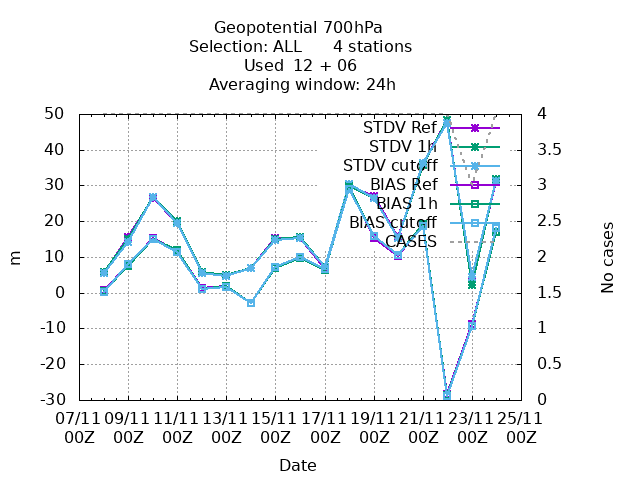 Geopotential 700hPa
Selection: ALL      4 stations
Used  12 + 06
Averaging window: 24h
50
40
30
20
10
0
-10
-20
-30
4
3.5
3
2.5
2
1.5
1
0.5
0
m
No cases
STDV Ref
STDV 1h
STDV cutoff
BIAS Ref
BIAS 1h
BIAS cutoff
CASES
07/11 09/11 11/11 13/11 15/11 17/11 19/11 21/11 23/11 25/11
00Z 00Z 00Z 00Z 00Z 00Z 00Z 00Z 00Z 00Z
Date